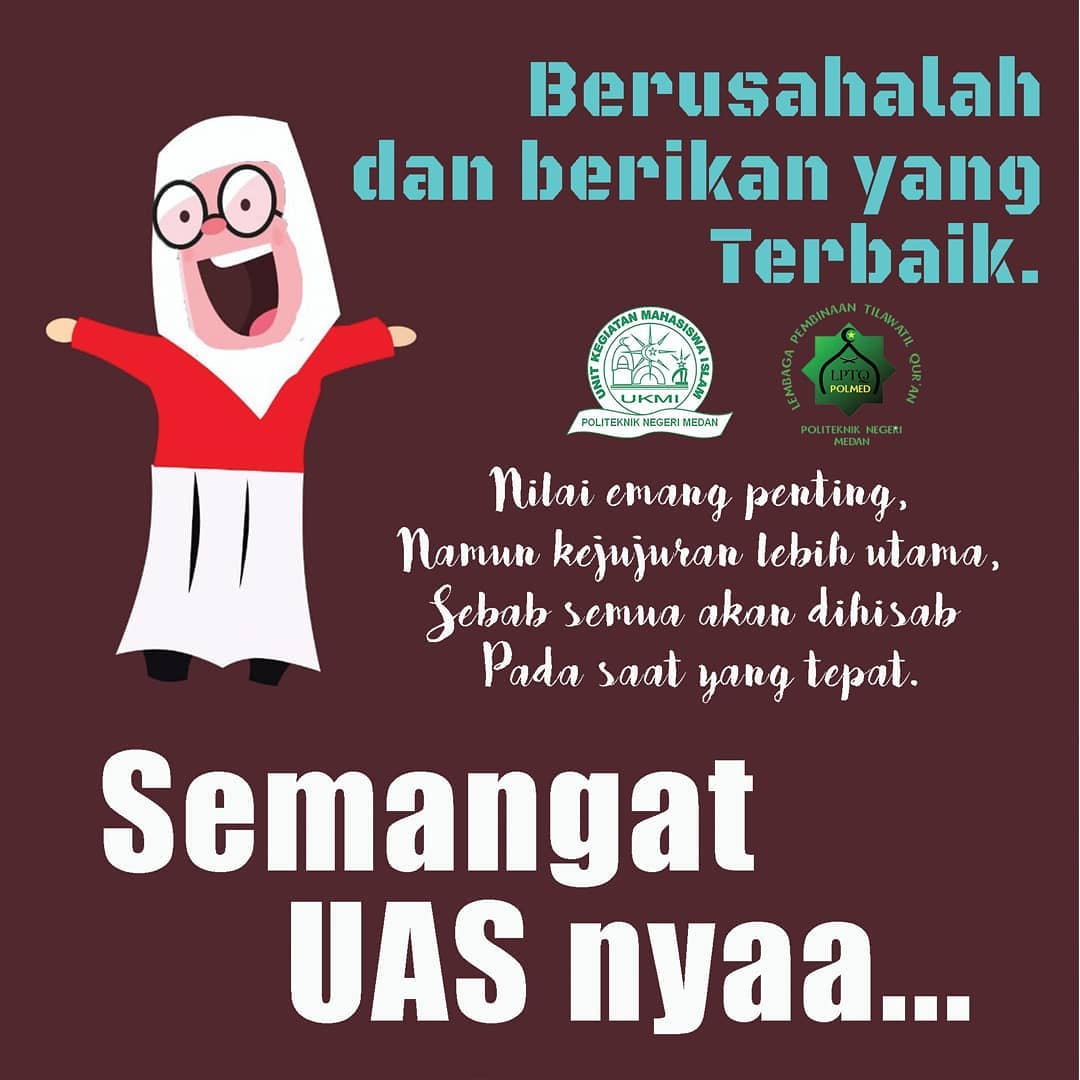 Berusahalah
dan berikan yang
Terbaik.
UNIT KEGIATAN MAHASISWA ISLAM
UKMI
POLITEKNIK NEGERI MEDAN
LEMBAGA PEMBINAAN TILAWATIL QUR'AN
LPTQ
POLMED
POLITEKNIK NEGERI
MEDAN
Nilai emang penting,
Namun kejujuran lebih utama,
Sebab semua akan dihisab
Pada saat yang tepat.
Semangat
UAS nyaa...